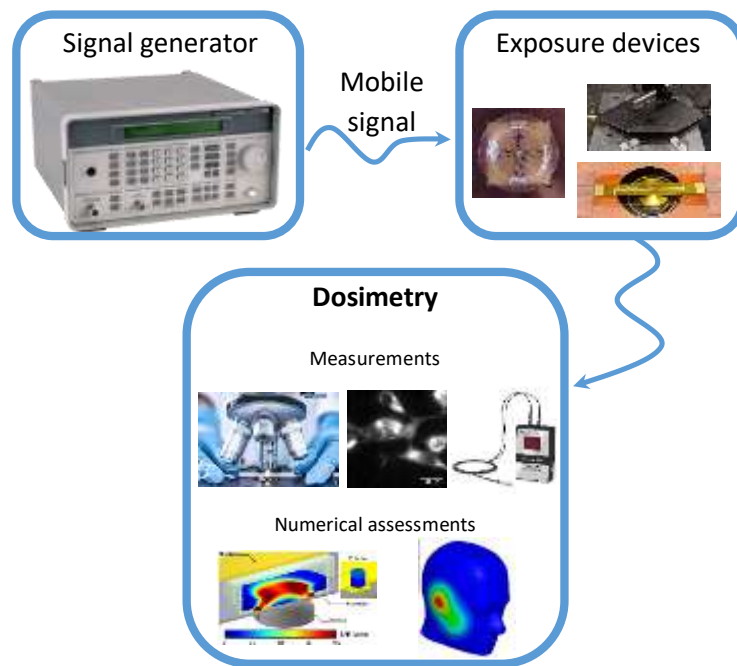 Signal generator
Mobile
signal
Exposure devices
Dosimetry
Measurements
Numerical assessments